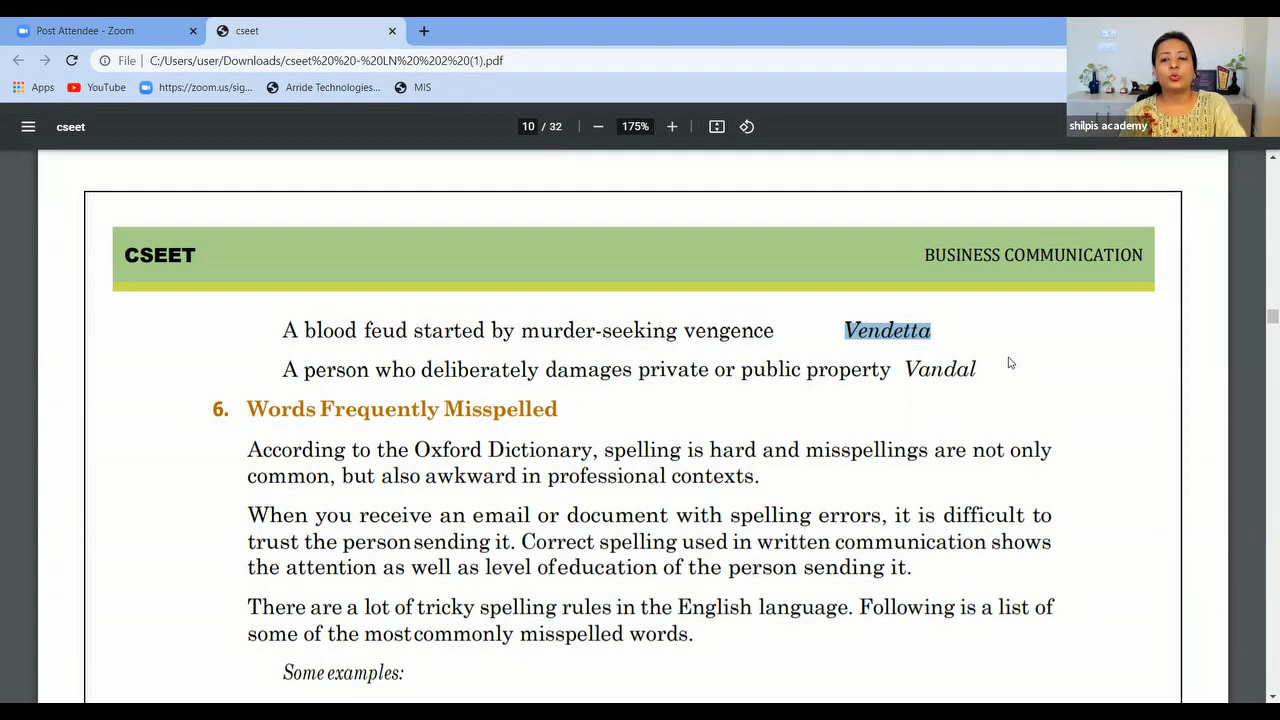 Post Attendee - Zoom
cseet
File
C:/Users/user/Downloads/cseet%20%20-%20LN%20%202%20(1).pdf
Apps
YouTube
https://zoom.us/sig...
Arride Technologies...
MIS
cseet
10 / 32
175%
shilpis academy
CSEET
BUSINESS COMMUNICATION
A blood feud started by murder-seeking vengence Vendetta
A person who deliberately damages private or public property Vandal
6. Words Frequently Misspelled
According to the Oxford Dictionary, spelling is hard and misspellings are not only
common, but also awkward in professional contexts.
When you receive an email or document with spelling errors, it is difficult to
trust the person sending it. Correct spelling used in written communication shows
the attention as well as level of education of the person sending it.
There are a lot of tricky spelling rules in the English language. Following is a list of
some of the most commonly misspelled words.
Some examples: